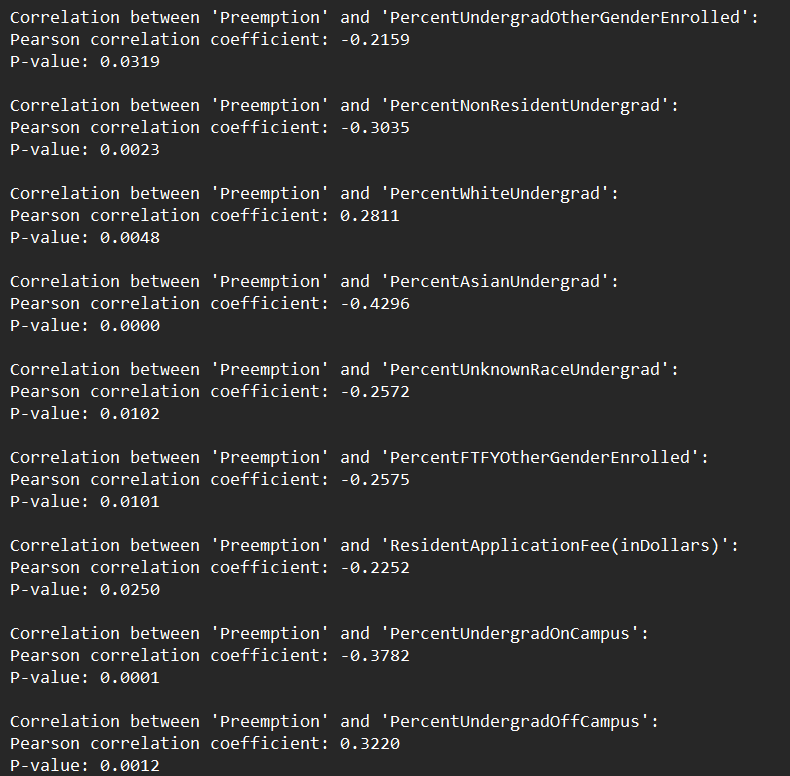 Correlation between 'Preemption' and 'PercentUndergradOtherGenderEnrolled':
Pearson correlation coefficient: -0.2159
P-value: 0.0319
Correlation between 'Preemption' and 'PercentNonResidentUndergrad':
Pearson correlation coefficient: -0.3035
P-value: 0.0023
Correlation between 'Preemption' and 'PercentWhiteUndergrad':
Pearson correlation coefficient: 0.2811
P-value: 0.0048
Correlation between 'Preemption' and 'PercentAsianUndergrad':
Pearson correlation coefficient: -0.4296
P-value: 0.0000
Correlation between 'Preemption' and 'PercentUnknownRaceUndergrad':
Pearson correlation coefficient: -0.2572
P-value: 0.0102
Correlation between 'Preemption' and 'PercentFTFYOtherGenderEnrolled':
Pearson correlation coefficient: -0.2575
P-value: 0.0101
Correlation between 'Preemption' and 'ResidentApplicationFee(inDollars)':
Pearson correlation coefficient: -0.2252
P-value: 0.0250
Correlation between 'Preemption' and 'PercentUndergradOnCampus':
Pearson correlation coefficient: -0.3782
P-value: 0.0001
Correlation between 'Preemption' and 'PercentUndergradOffCampus':
Pearson correlation coefficient: 0.3220
P-value: 0.0012